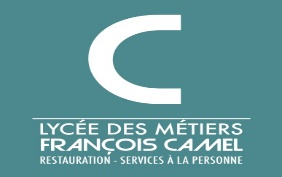 C
LYCÉE DES MÉTIERS
FRANÇOIS CAMEL
RESTAURATION - SERVICES À LA PERSONNE